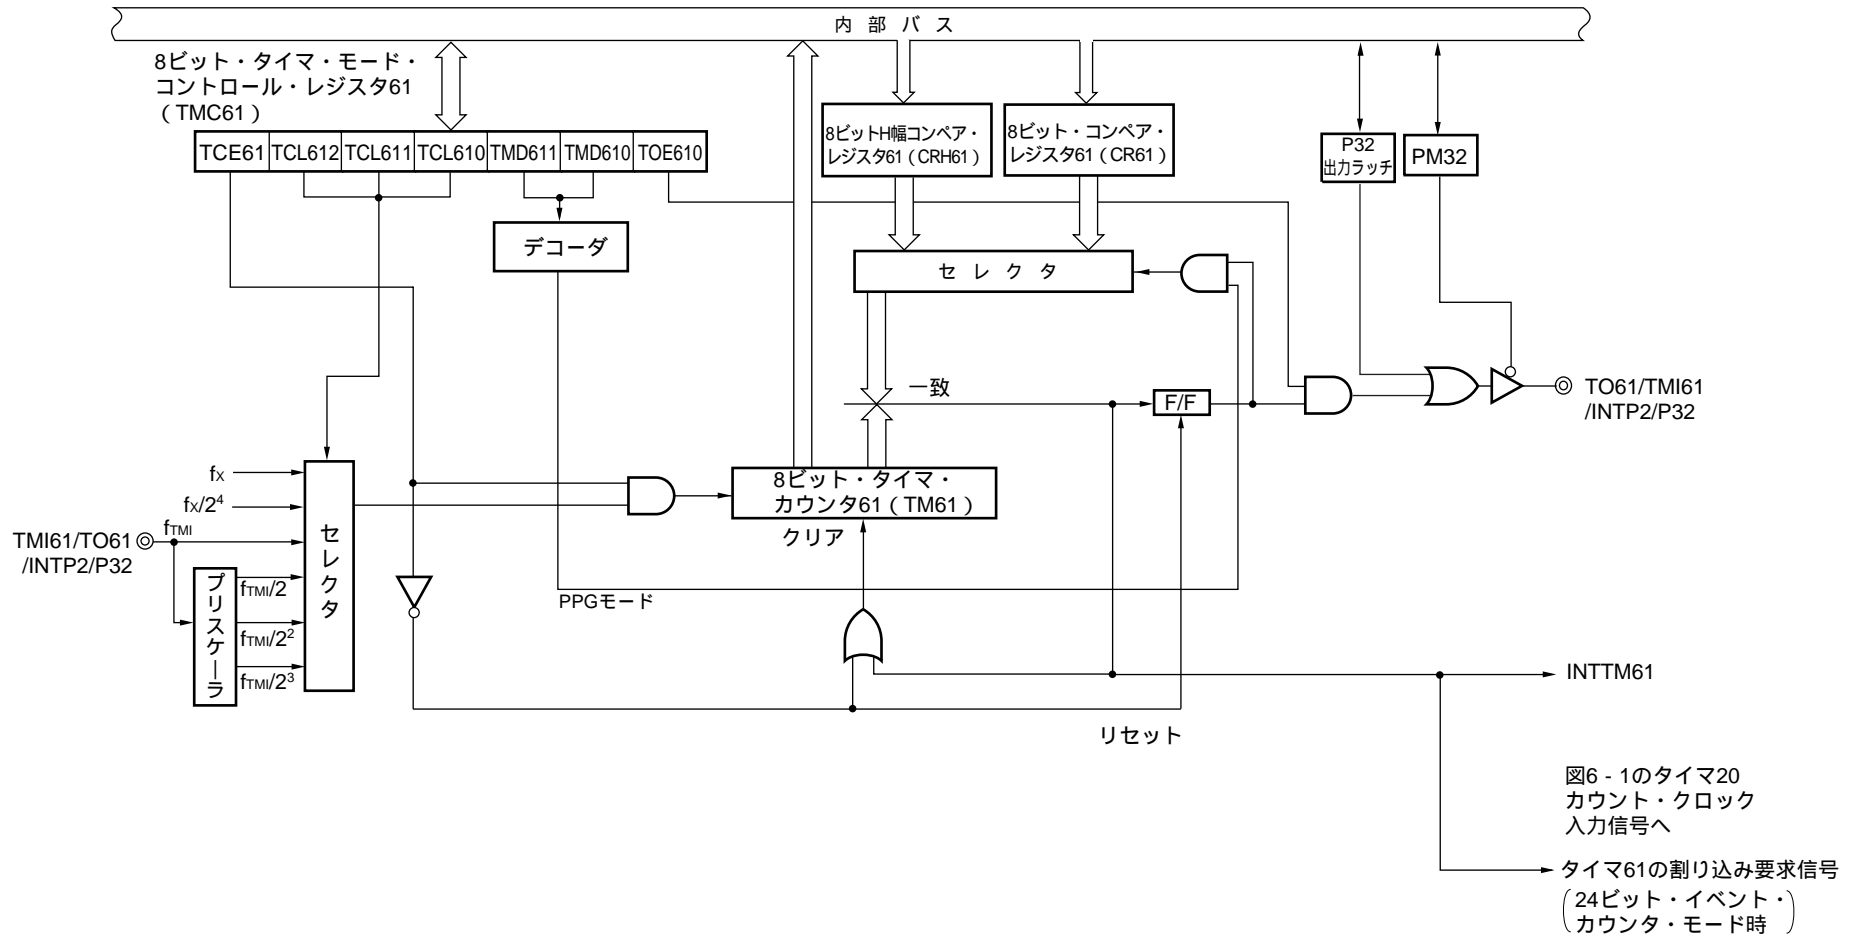 内 部 バ ス
8ビット・タイマ・モード・
コントロール・レジスタ61
（TMC61）
TCE61 TCL612 TCL611 TCL610 TMD611 TMD610 TOE610
8ビットH幅コンペア・
レジスタ61（CRH61）
8ビット・コンペア・
レジスタ61（CR61）
P32
出力ラッチ
PM32
デコーダ
セ レ ク タ
一致
F/F
TO61/TMI61
/INTP2/P32
fX
fX/2⁴
fTMI
TMI61/TO61
/INTP2/P32
プリスケーラ
fTMI/2
fTMI/2²
fTMI/2³
セレクタ
8ビット・タイマ・
カウンタ61（TM61）
クリア
PPGモード
INTTM61
リセット
図6 - 1のタイマ20
カウント・クロック
入力信号へ
タイマ61の割り込み要求信号
（24ビット・イベント・
カウンタ・モード時）